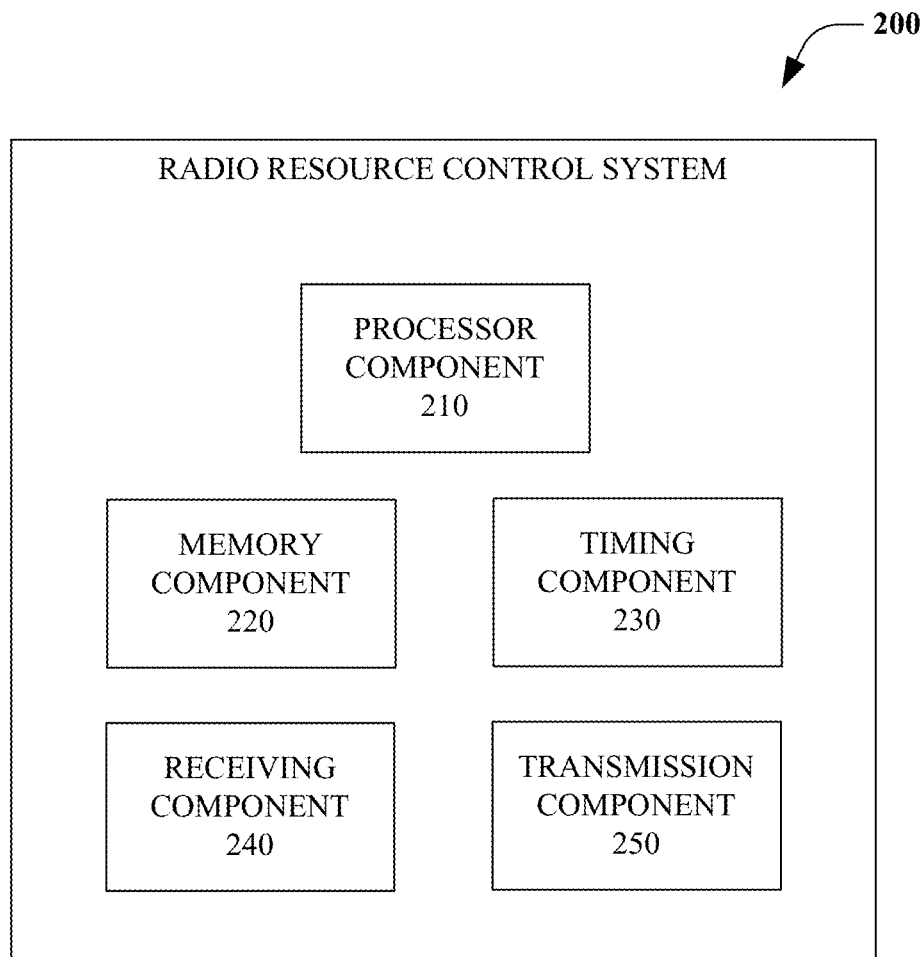 200
RADIO RESOURCE CONTROL SYSTEM
PROCESSOR
COMPONENT
210
MEMORY
COMPONENT
220
TIMING
COMPONENT
230
RECEIVING
COMPONENT
240
TRANSMISSION
COMPONENT
250